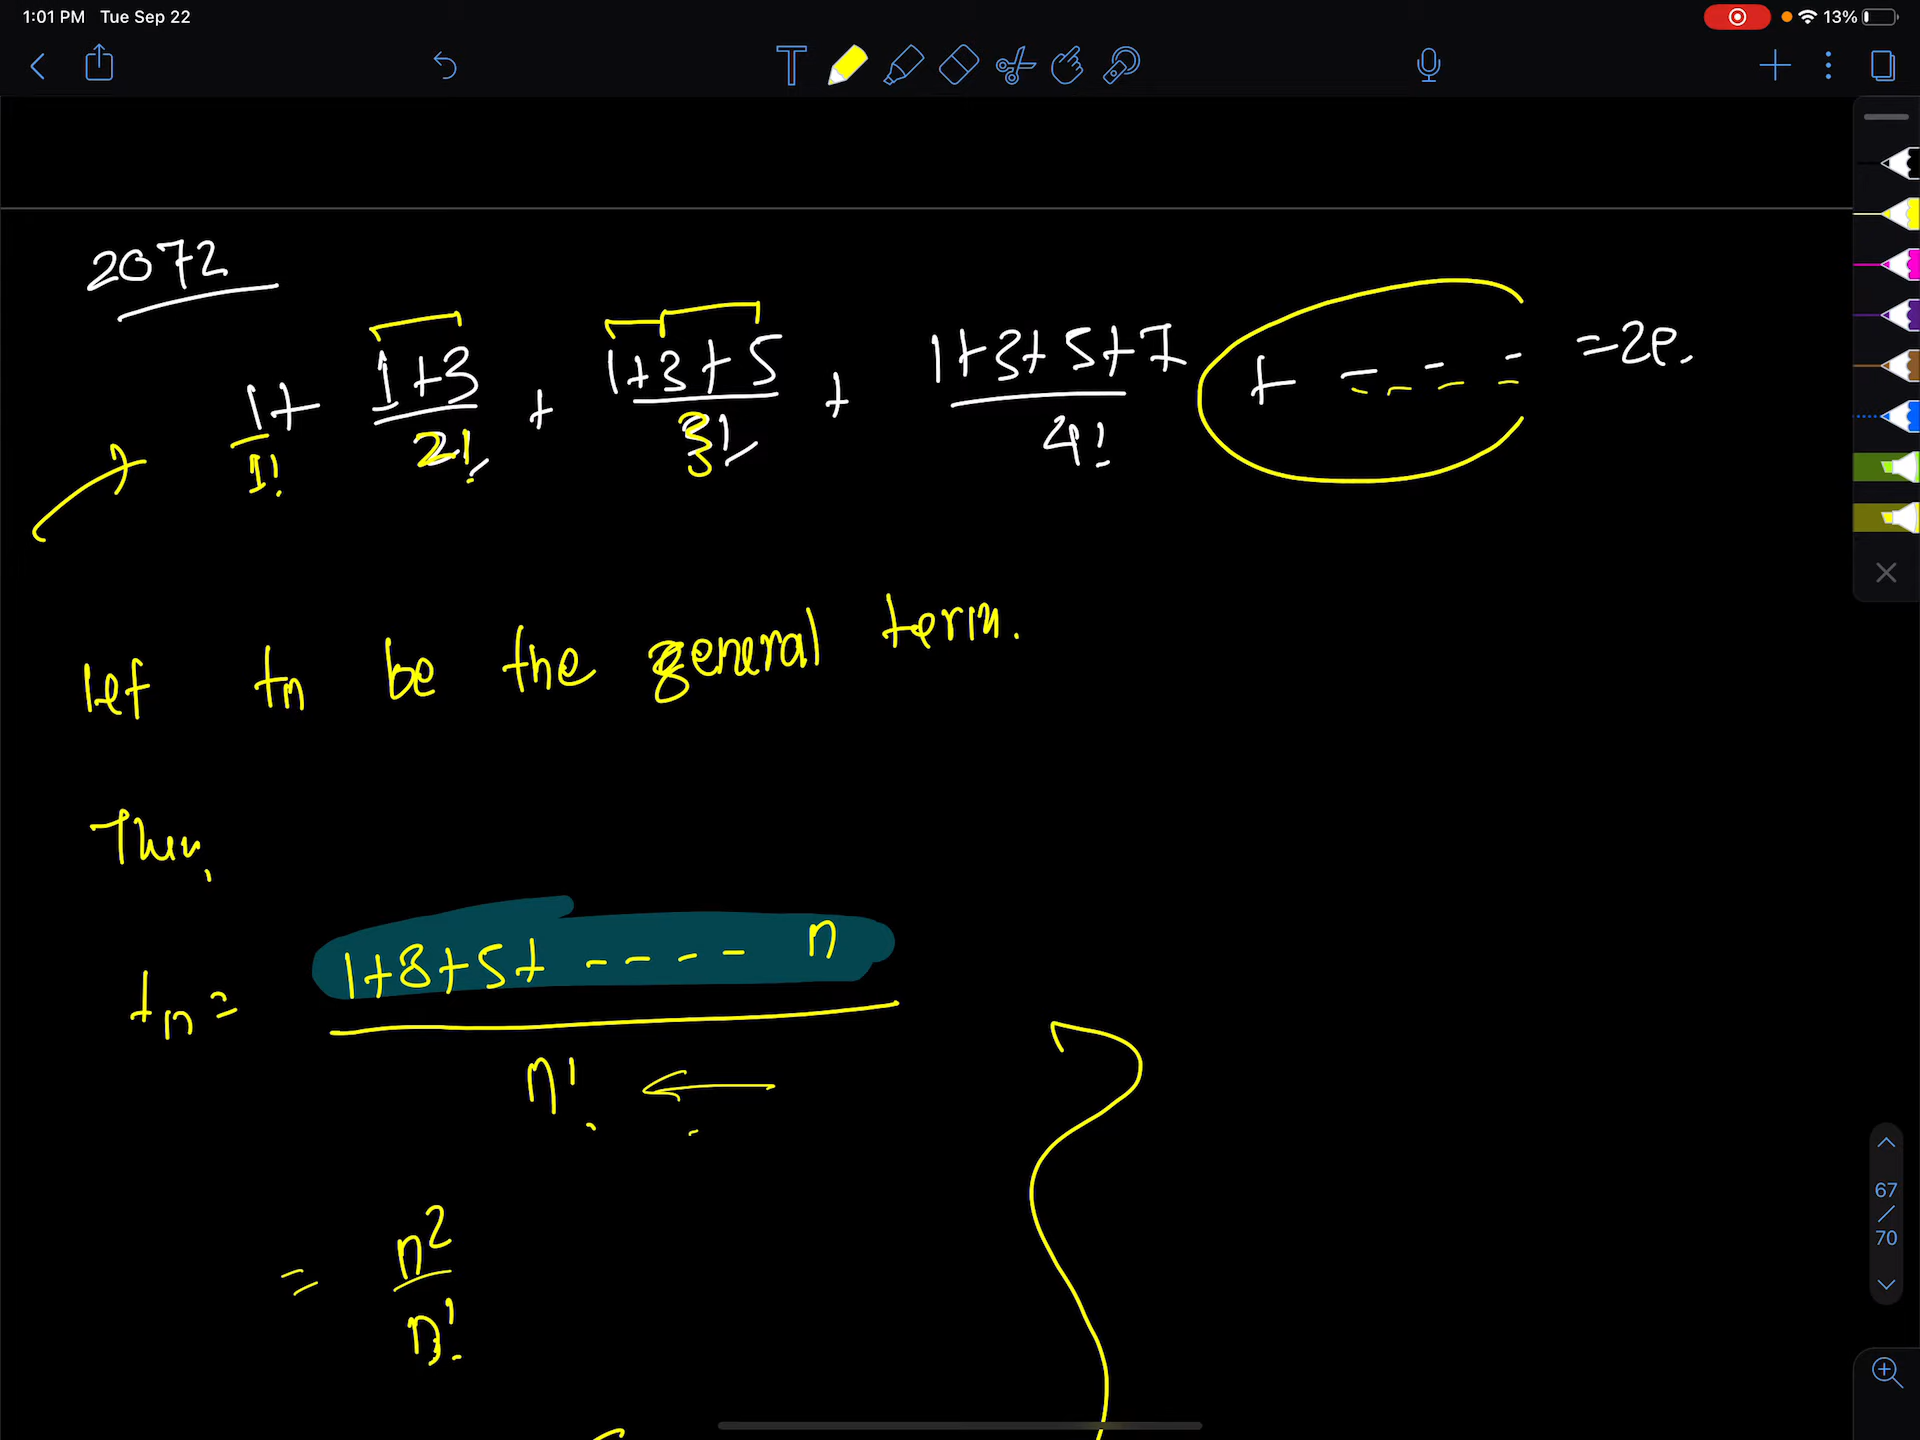 1:01 PM Tue Sep 22 13%
2072
1/1! + (1+3)/2! + (1+3+5)/3! + (1+3+5+7)/4! + - - - - = 2e.
Let tn be the general term.
Then,
tn = (1+3+5+ - - - - n)/n! ←
= n²/n!
67
/
70